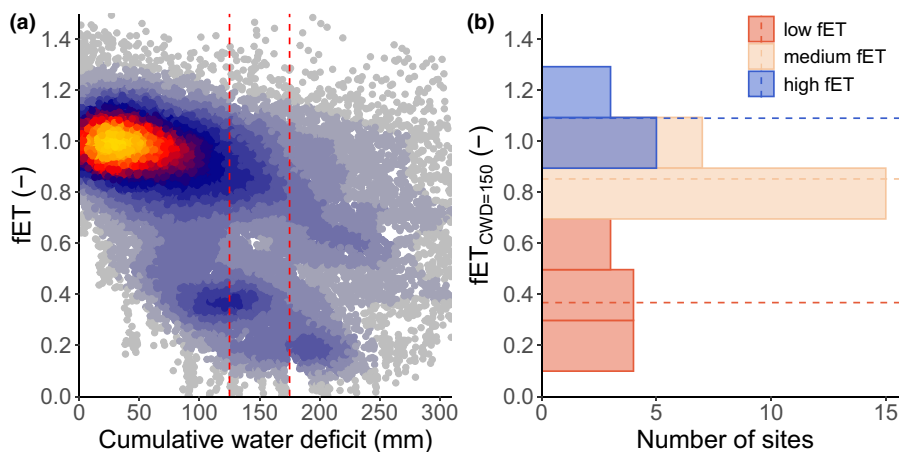 (a)
fET (−)
1.4
1.2
1.0
0.8
0.6
0.4
0.2
0.0
0 50 100 150 200 250 300
Cumulative water deficit (mm)
(b)
low fET
medium fET
high fET
fET CWD=150 (−)
1.4
1.2
1.0
0.8
0.6
0.4
0.2
0.0
0 5 10 15
Number of sites